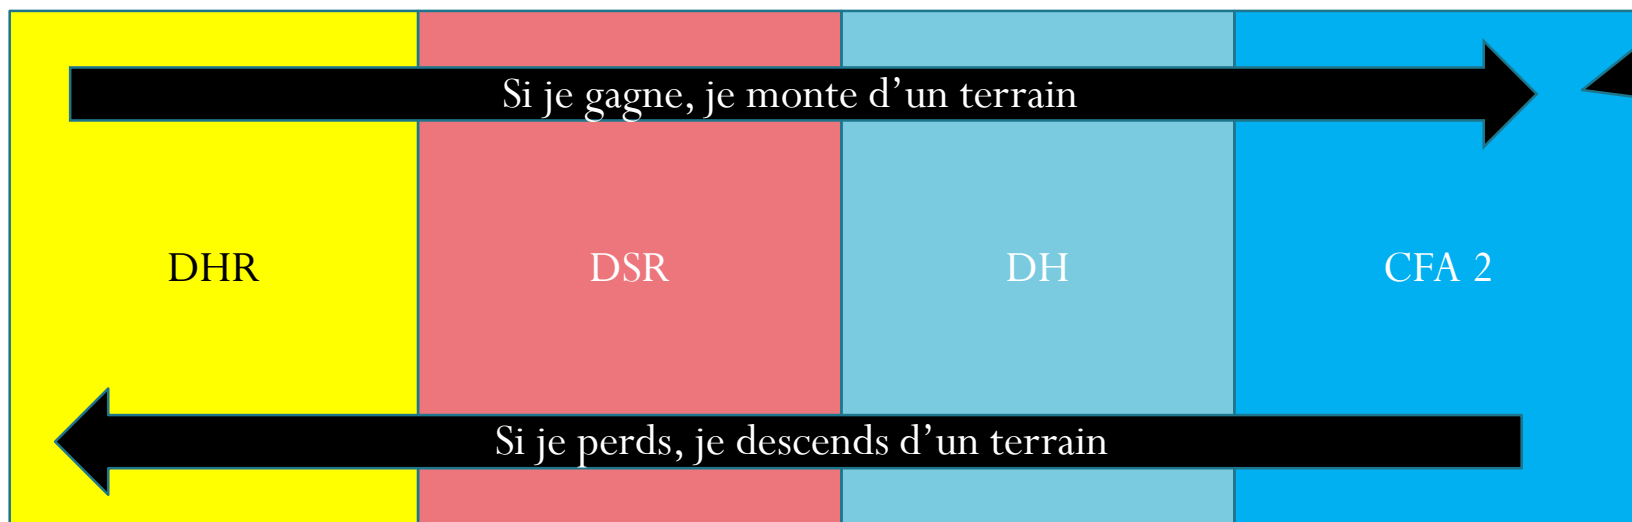 Si je gagne, je monte d’un terrain
DHR DSR DH CFA 2
Si je perds, je descends d’un terrain